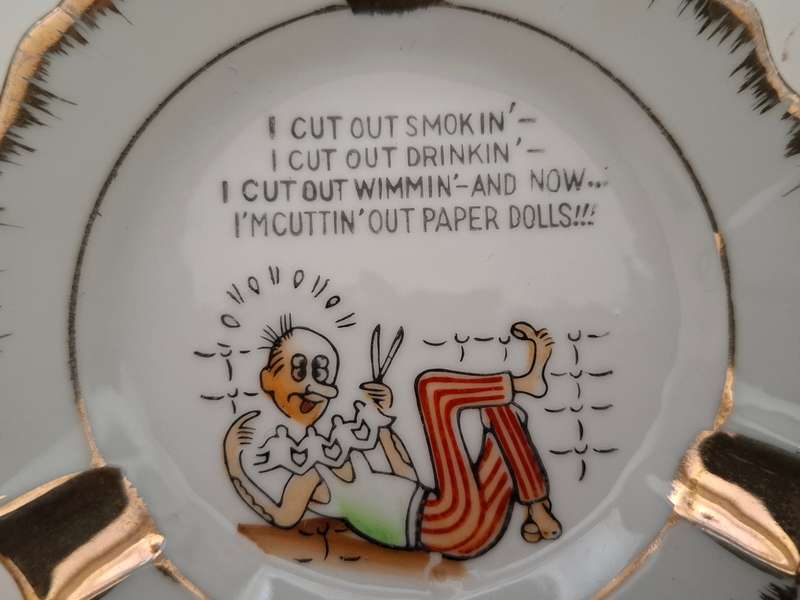 I CUT OUT SMOKIN'–
I CUT OUT DRINKIN'–
I CUT OUT WIMMIN'–AND NOW...
I'M CUTTIN' OUT PAPER DOLLS!!!